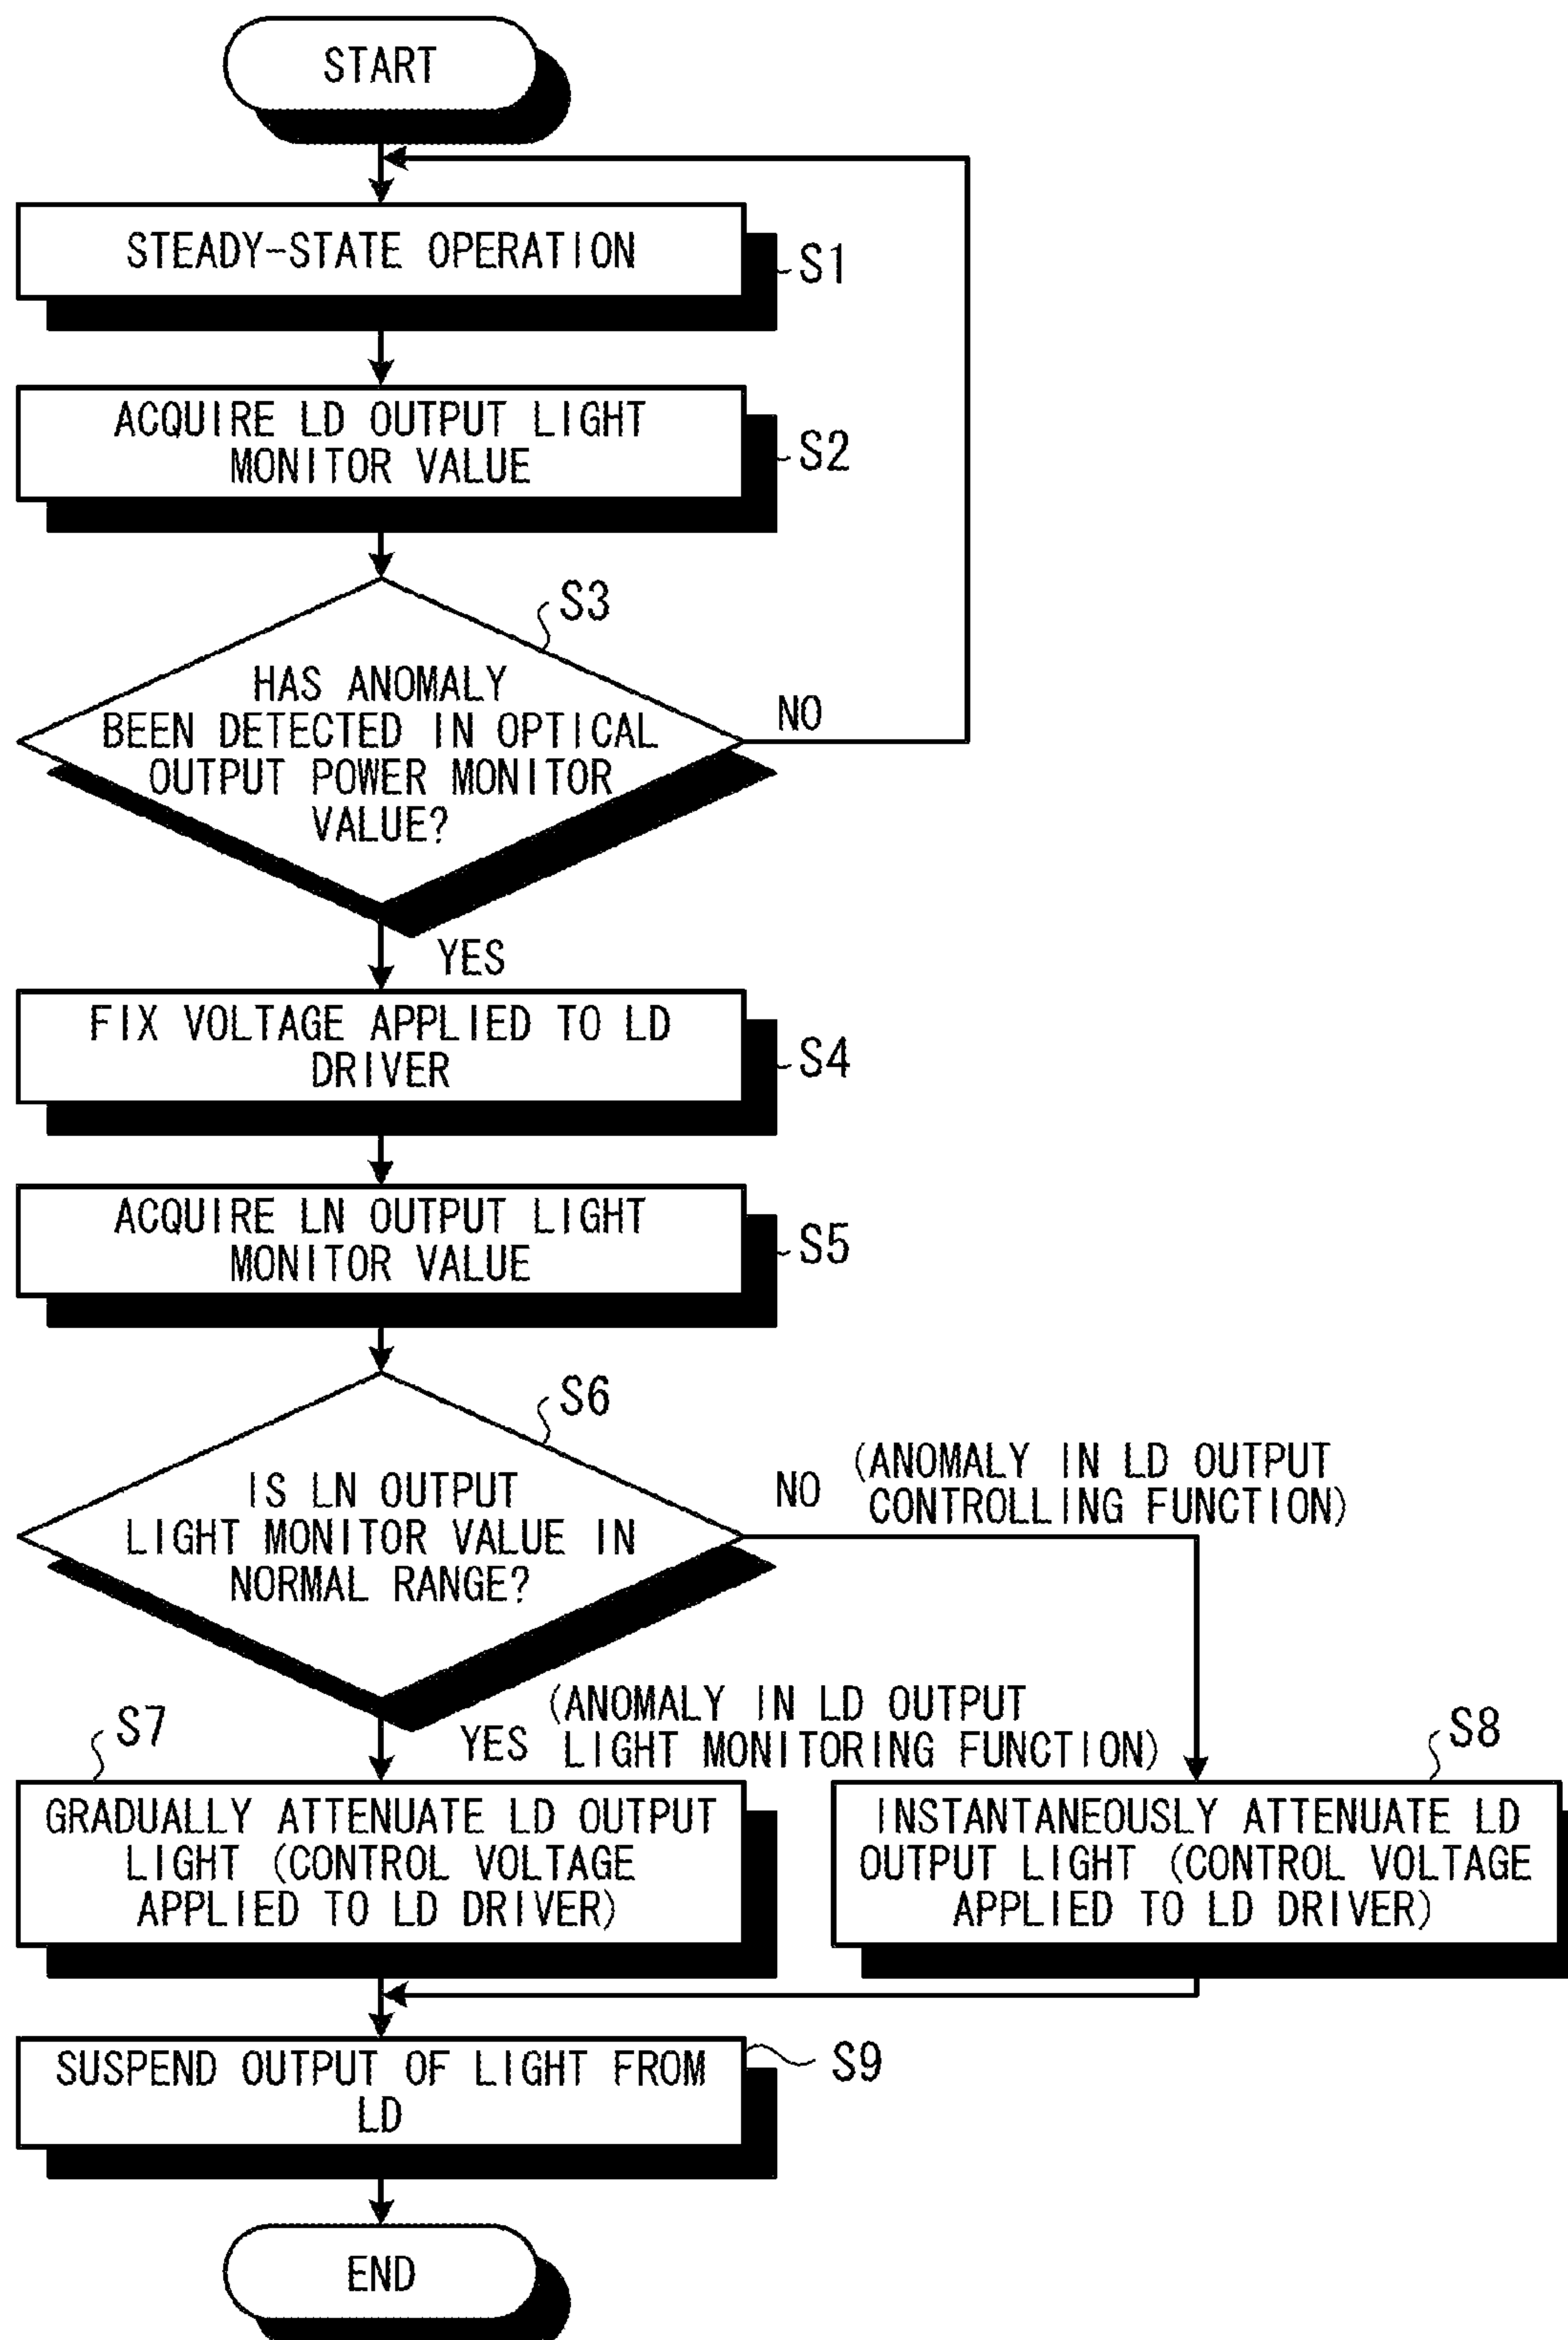 START
STEADY-STATE OPERATION
S1
ACQUIRE LD OUTPUT LIGHT
MONITOR VALUE
S2
S3
HAS ANOMALY
BEEN DETECTED IN OPTICAL
OUTPUT POWER MONITOR
VALUE?
NO
YES
FIX VOLTAGE APPLIED TO LD
DRIVER
S4
ACQUIRE LN OUTPUT LIGHT
MONITOR VALUE
S5
S6
IS LN OUTPUT
LIGHT MONITOR VALUE IN
NORMAL RANGE?
NO
(ANOMALY IN LD OUTPUT
CONTROLLING FUNCTION)
YES
(ANOMALY IN LD OUTPUT
LIGHT MONITORING FUNCTION)
S7
GRADUALLY ATTENUATE LD OUTPUT
LIGHT (CONTROL VOLTAGE
APPLIED TO LD DRIVER)
S8
INSTANTANEOUSLY ATTENUATE LD
OUTPUT LIGHT (CONTROL VOLTAGE
APPLIED TO LD DRIVER)
SUSPEND OUTPUT OF LIGHT FROM
LD
S9
END